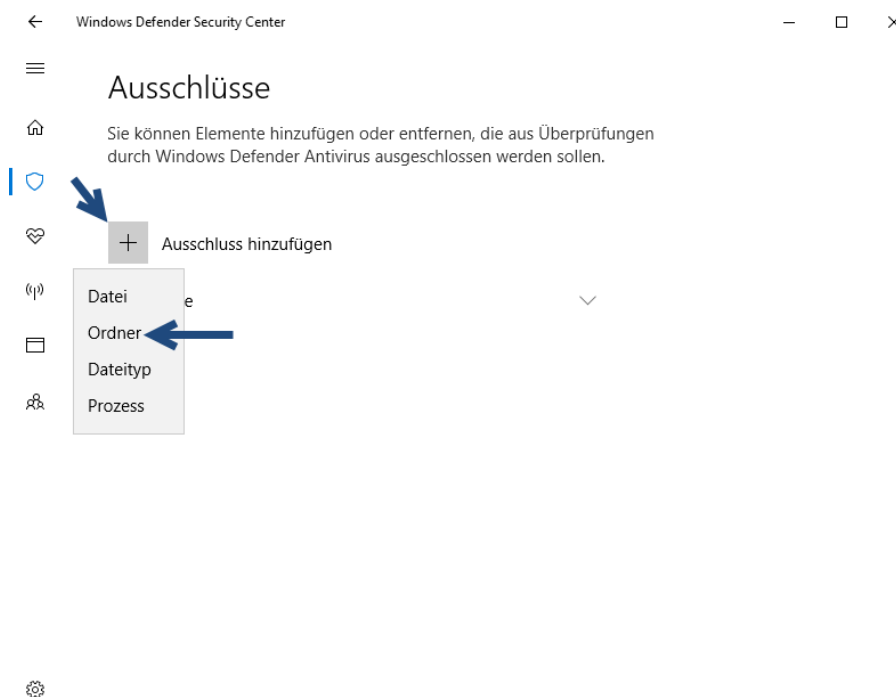 Windows Defender Security Center
Ausschlüsse
Sie können Elemente hinzufügen oder entfernen, die aus Überprüfungen
durch Windows Defender Antivirus ausgeschlossen werden sollen.
Ausschluss hinzufügen
Datei
Ordner
Dateityp
Prozess